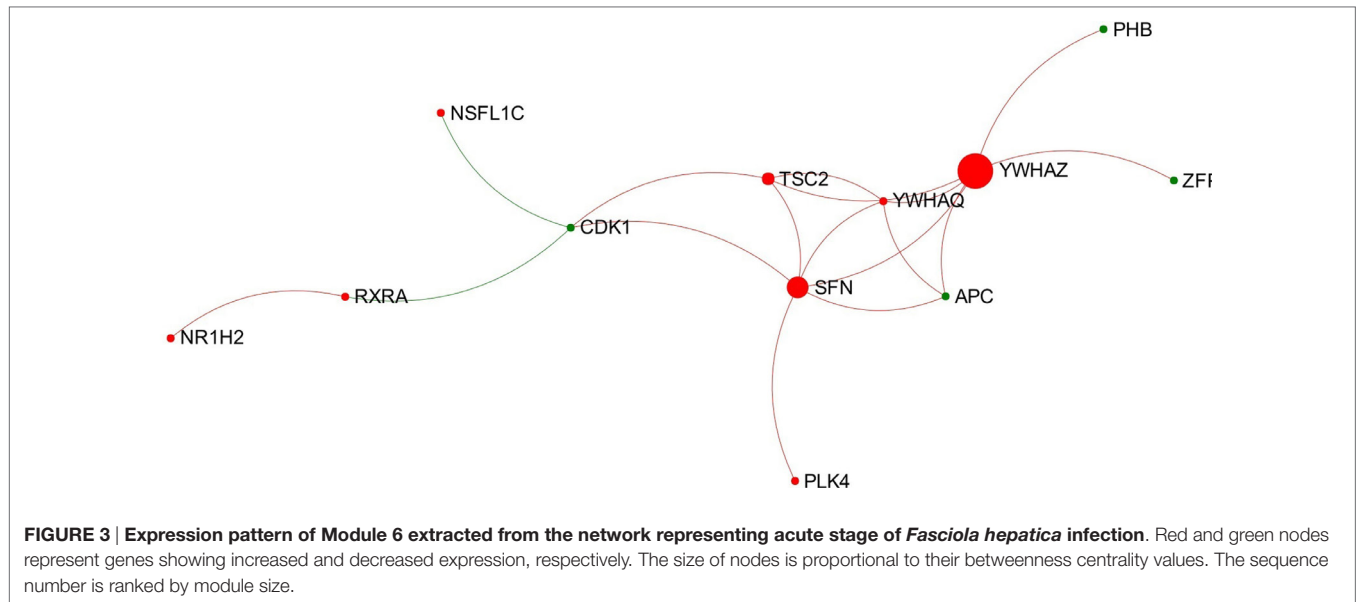 PHB
NSFL1C
YWHAZ
TSC2
ZFF
YWHAQ
CDK1
SFN
RXRA
APC
NR1H2
PLK4
FIGURE 3 | Expression pattern of Module 6 extracted from the network representing acute stage of Fasciola hepatica infection. Red and green nodes
represent genes showing increased and decreased expression, respectively. The size of nodes is proportional to their betweenness centrality values. The sequence
number is ranked by module size.